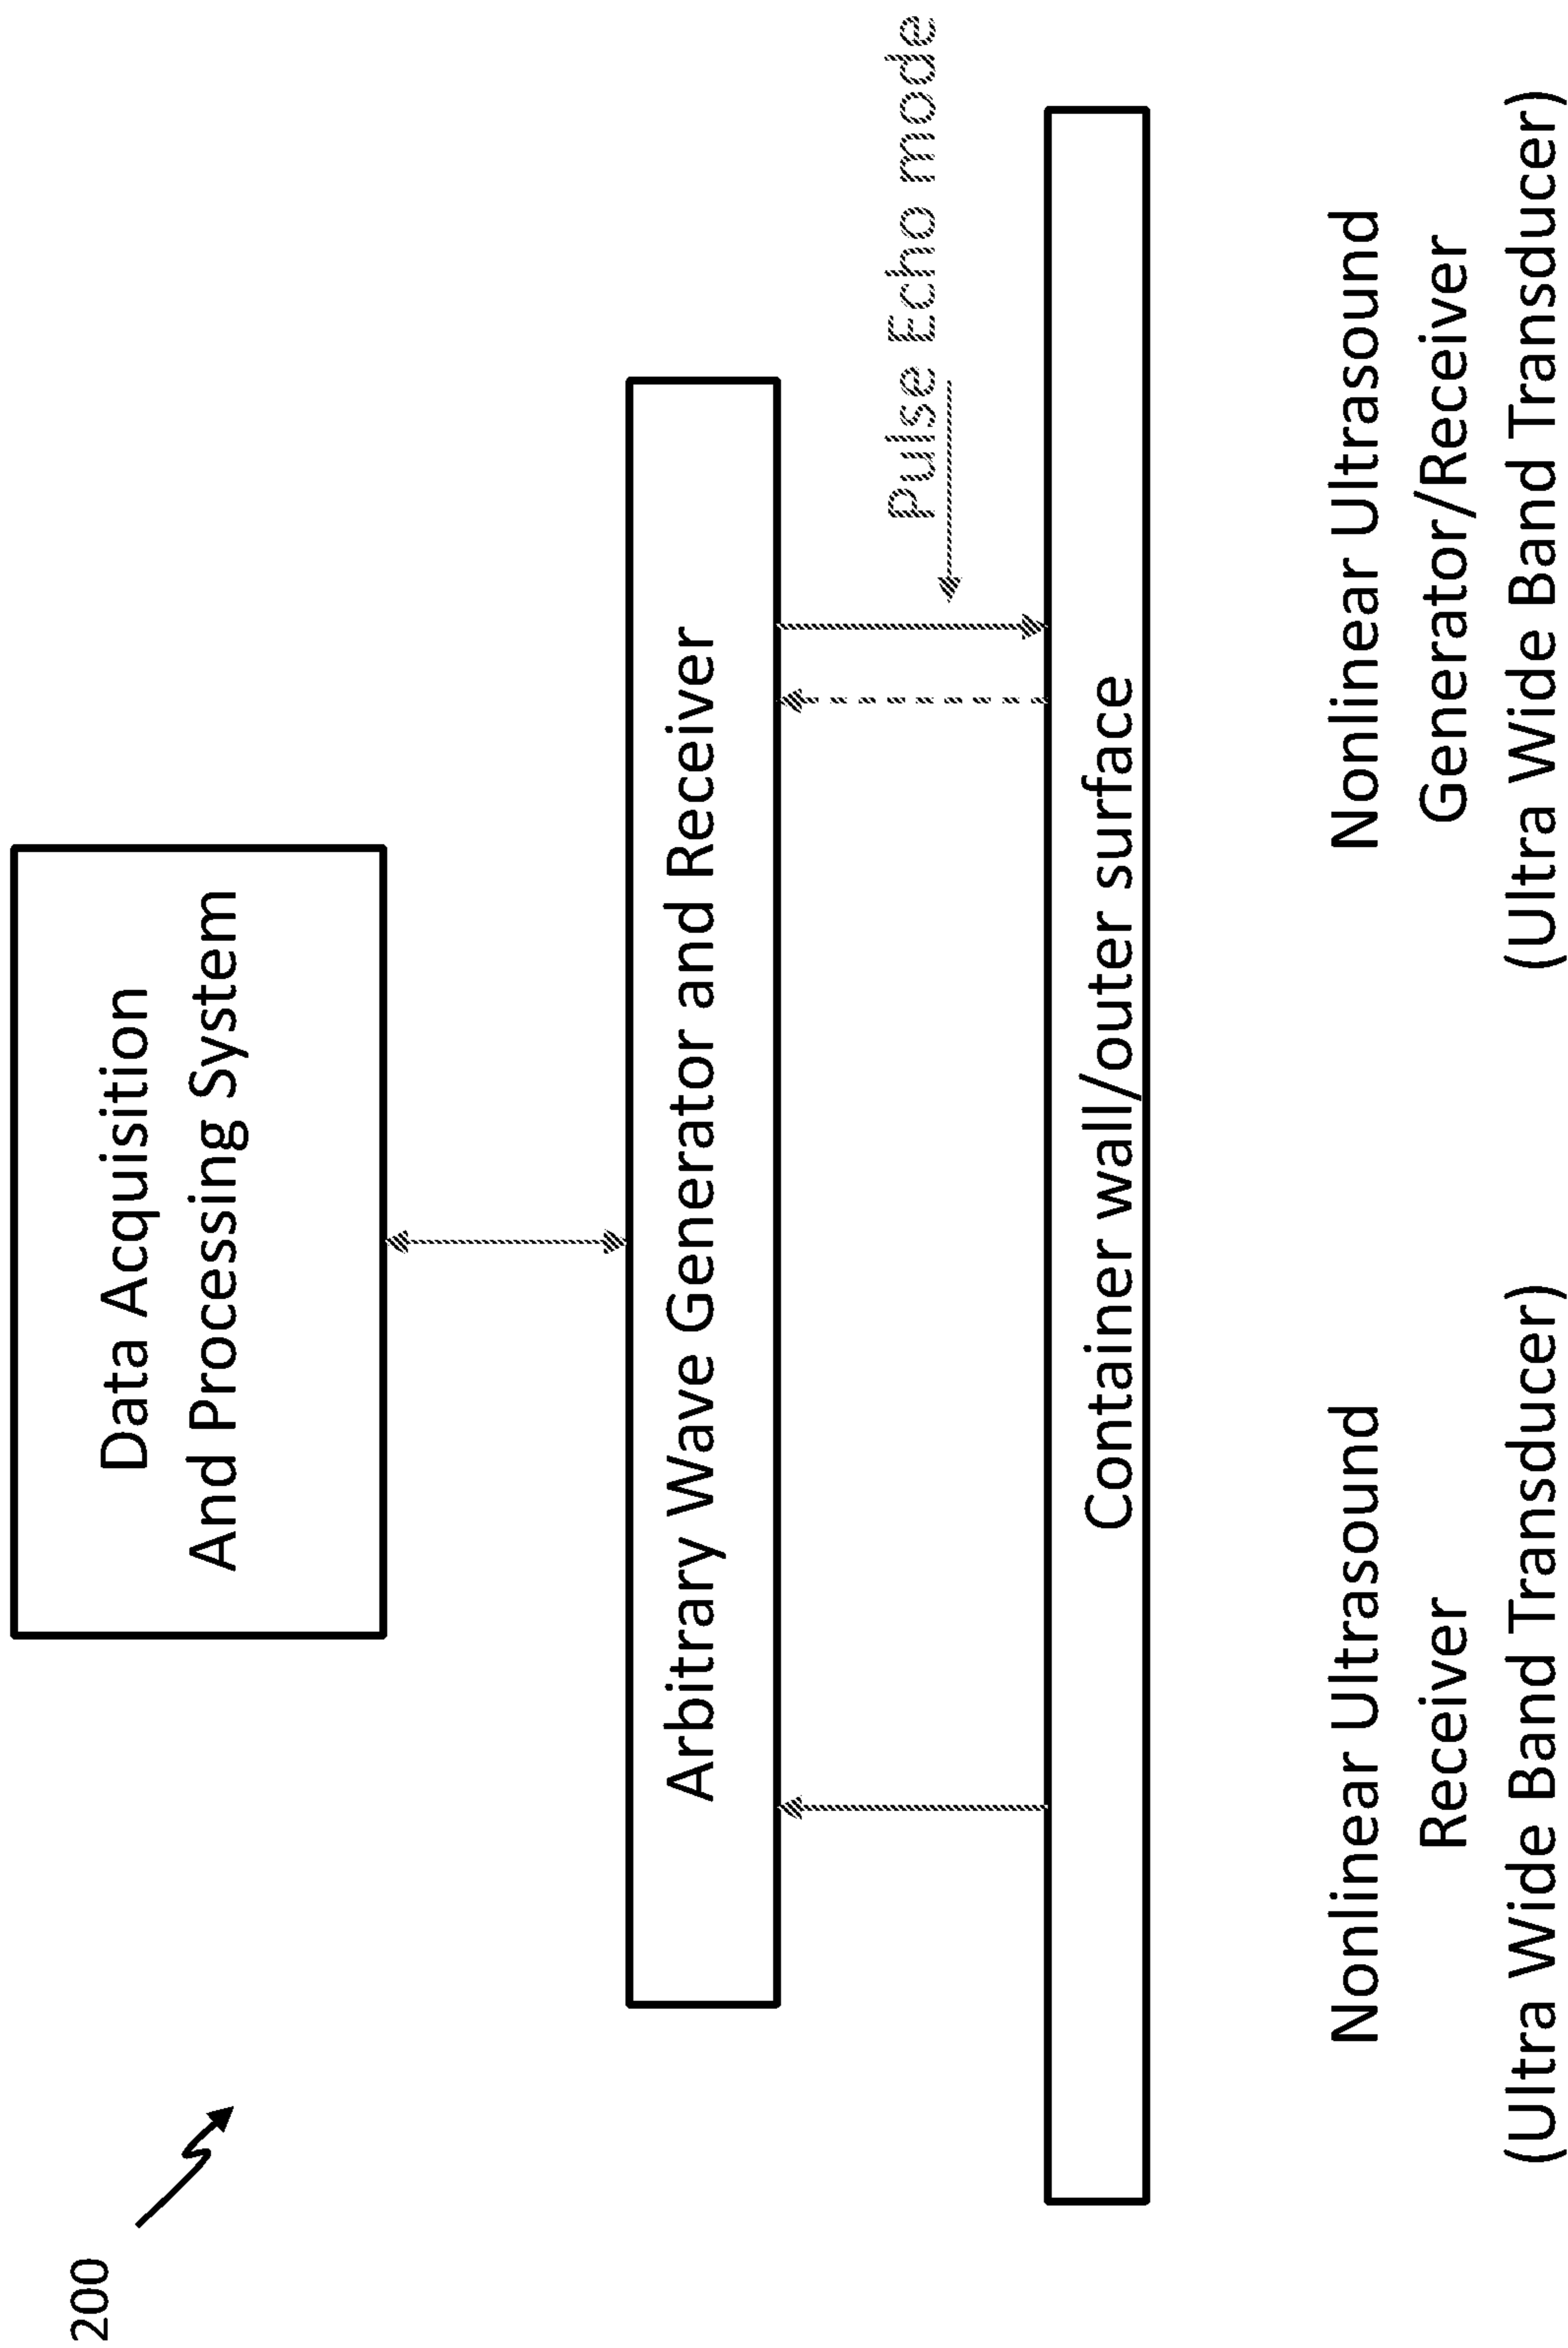 200
Data Acquisition
And Processing System
Arbitrary Wave Generator and Receiver
Pulse Echo mode
Container wall/outer surface
Nonlinear Ultrasound
Receiver
(Ultra Wide Band Transducer)
Nonlinear Ultrasound
Generator/Receiver
(Ultra Wide Band Transducer)